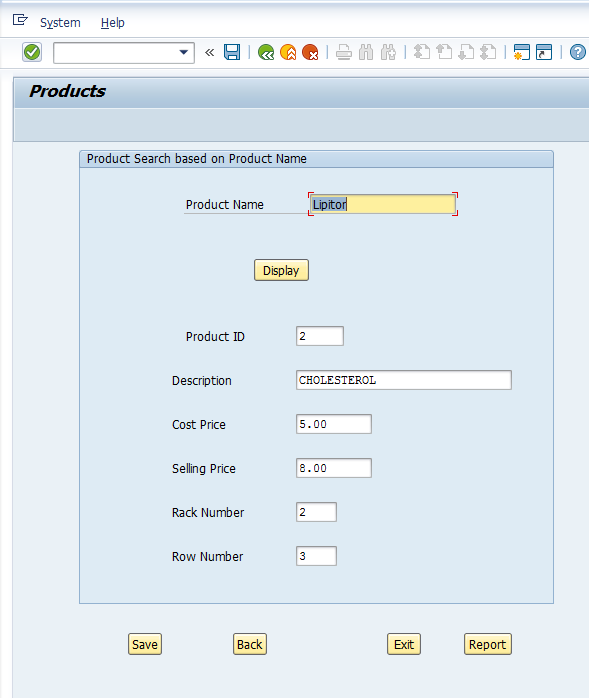 System Help
Products
Product Search based on Product Name
Product Name Lipitor
Display
Product ID 2
Description CHOLESTEROL
Cost Price 5.00
Selling Price 8.00
Rack Number 2
Row Number 3
Save Back Exit Report